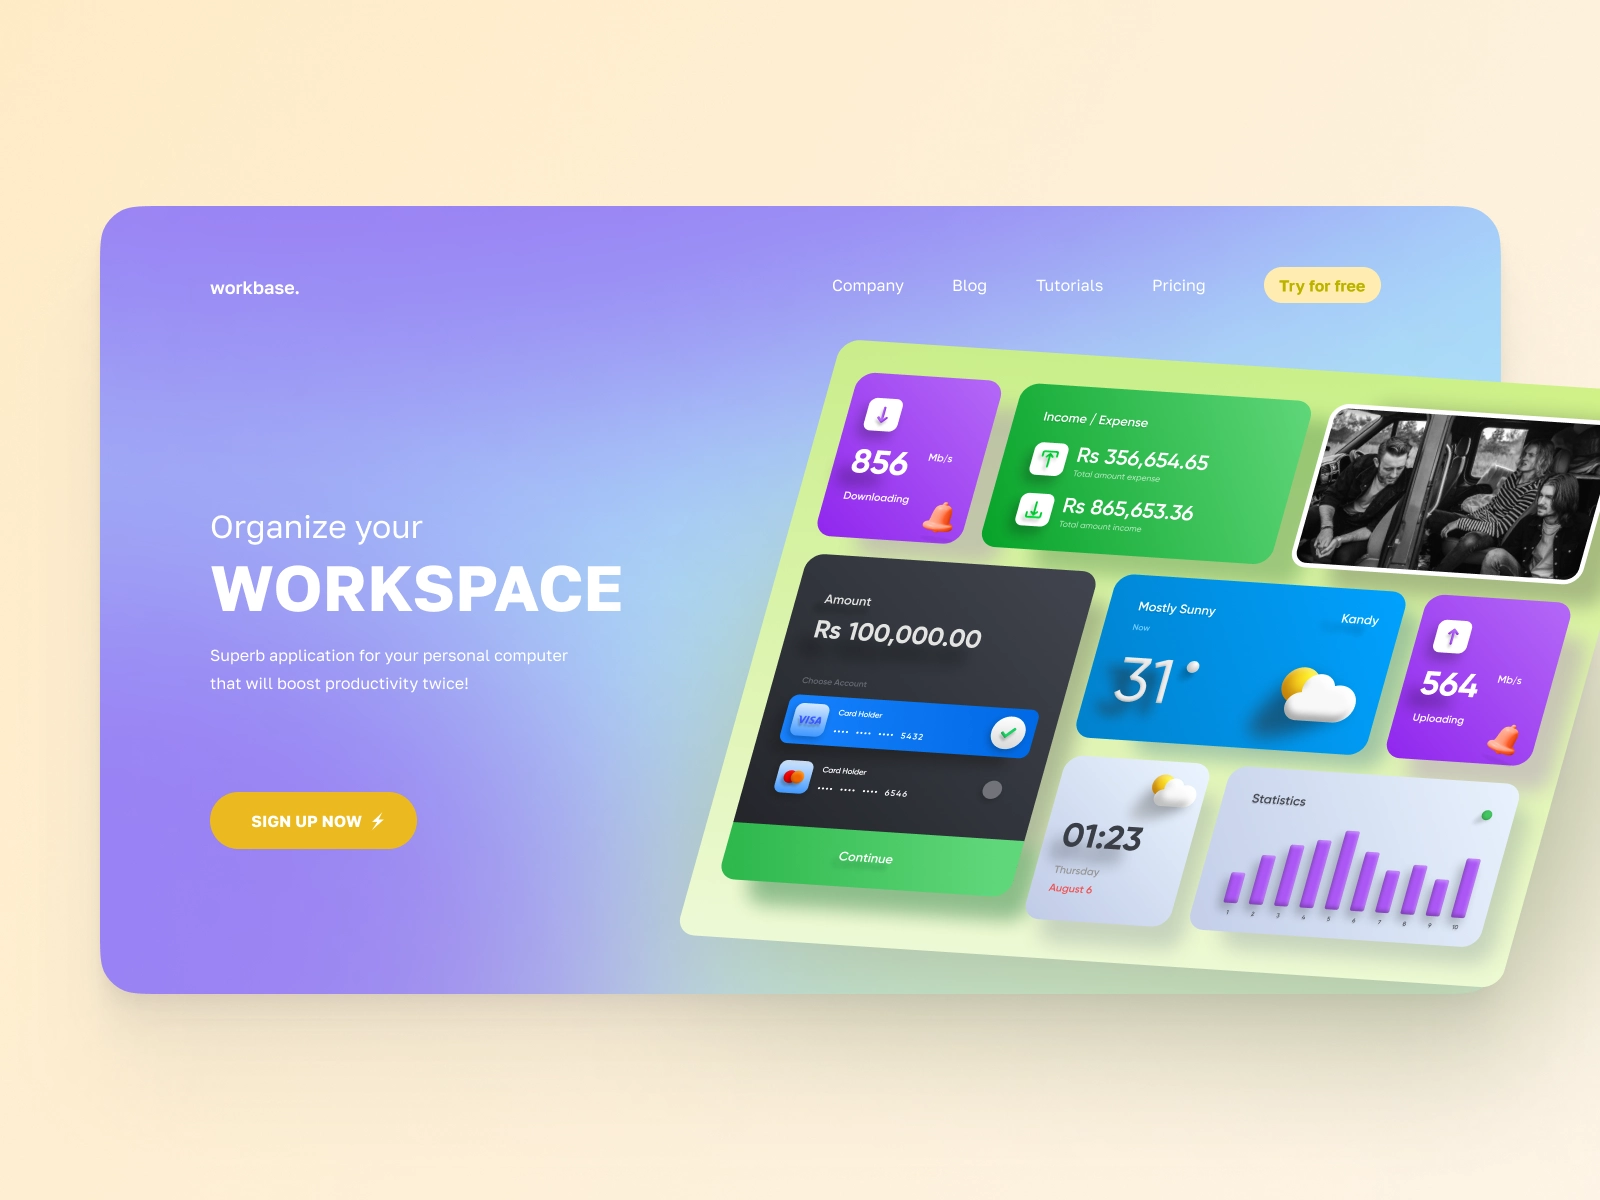 workbase.
Company
Blog
Tutorials
Pricing
Try for free
Organize your
WORKSPACE
Superb application for your personal computer
that will boost productivity twice!
SIGN UP NOW
856 Mb/s
Downloading
Income / Expense
Rs 356,654.65
Total amount expense
Rs 865,653.36
Total amount income
Amount
Rs 100,000.00
Choose Account
VISA
Card Holder
•••• •••• •••• 5432
Card Holder
•••• •••• •••• 6546
Continue
Mostly Sunny
Kandy
Now
31°
564 Mb/s
Uploading
01:23
Thursday
August 6
Statistics
1 2 3 4 5 6 7 8 9 10